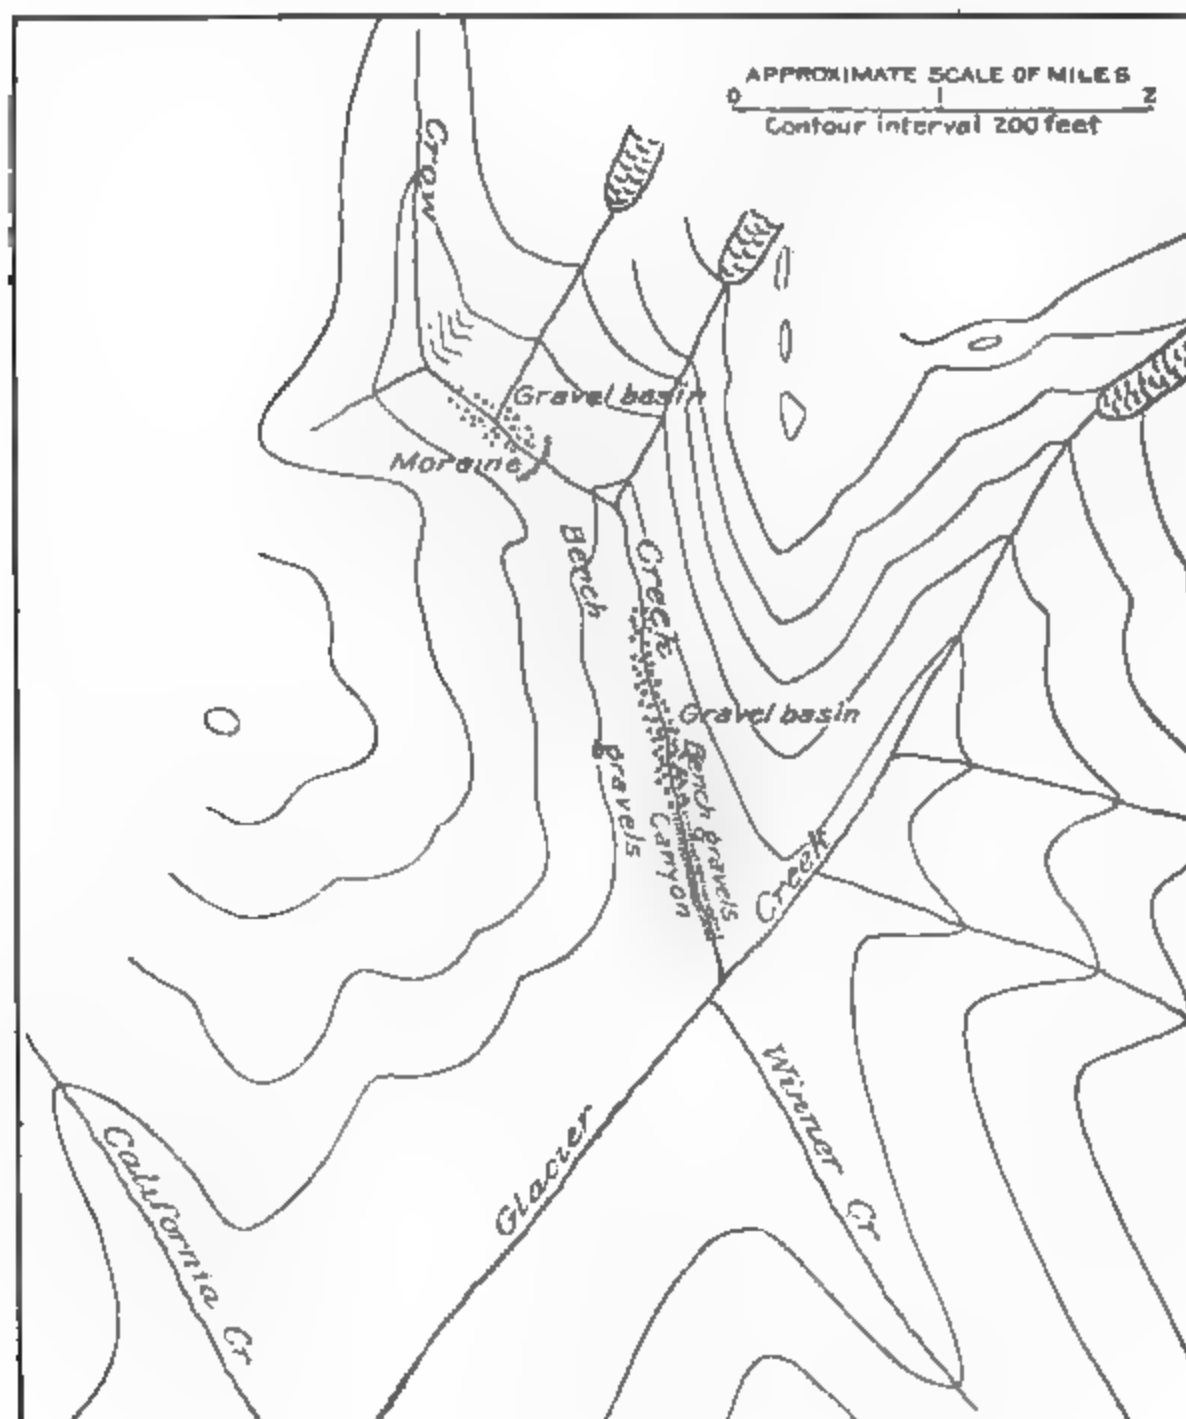 APPROXIMATE SCALE OF MILES
0 1 2
Contour interval 200 feet
Crow
Gravel basin
Moraine
Bench
Creek
Gravel basin
gravels
Bench gravels
Canyon
Creek
Winner Cr
Glacier
California Cr